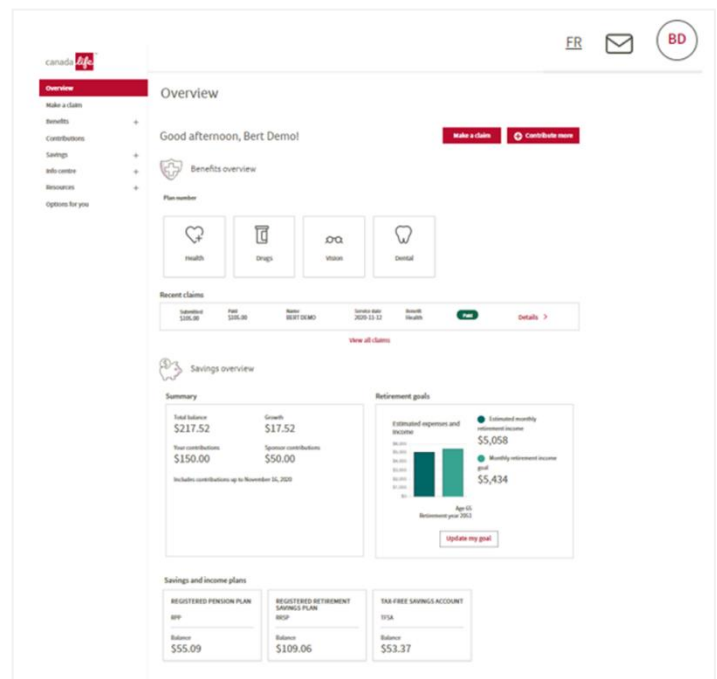 FR
BD
canada life
Overview
Make a claim
Benefits +
Contributions
Savings +
Info centre +
Resources +
Options for you
Overview
Good afternoon, Bert Demo!
Make a claim
Contribute more
Benefits overview
Plan number
Health
Drugs
Vision
Dental
Recent claims
Submitted Paid Name Service date Benefit
BERT DEMO 2020-11-12 Health Paid Details >
View all claims
Savings overview
Summary
Total balance Growth
$217.52 $17.52
Your contributions Sponsor contributions
$150.00 $50.00
Includes contributions up to November 16, 2020
Retirement goals
Estimated expenses and
income
Estimated monthly
retirement income
$5,058
Monthly retirement income
goal
$5,434
Age 65
Retirement year
Update my goal
Savings and income plans
REGISTERED PENSION PLAN
RPP
Balance
$55.09
REGISTERED RETIREMENT
SAVINGS PLAN
RRSP
Balance
$109.06
TAX-FREE SAVINGS ACCOUNT
TFSA
Balance
$53.37